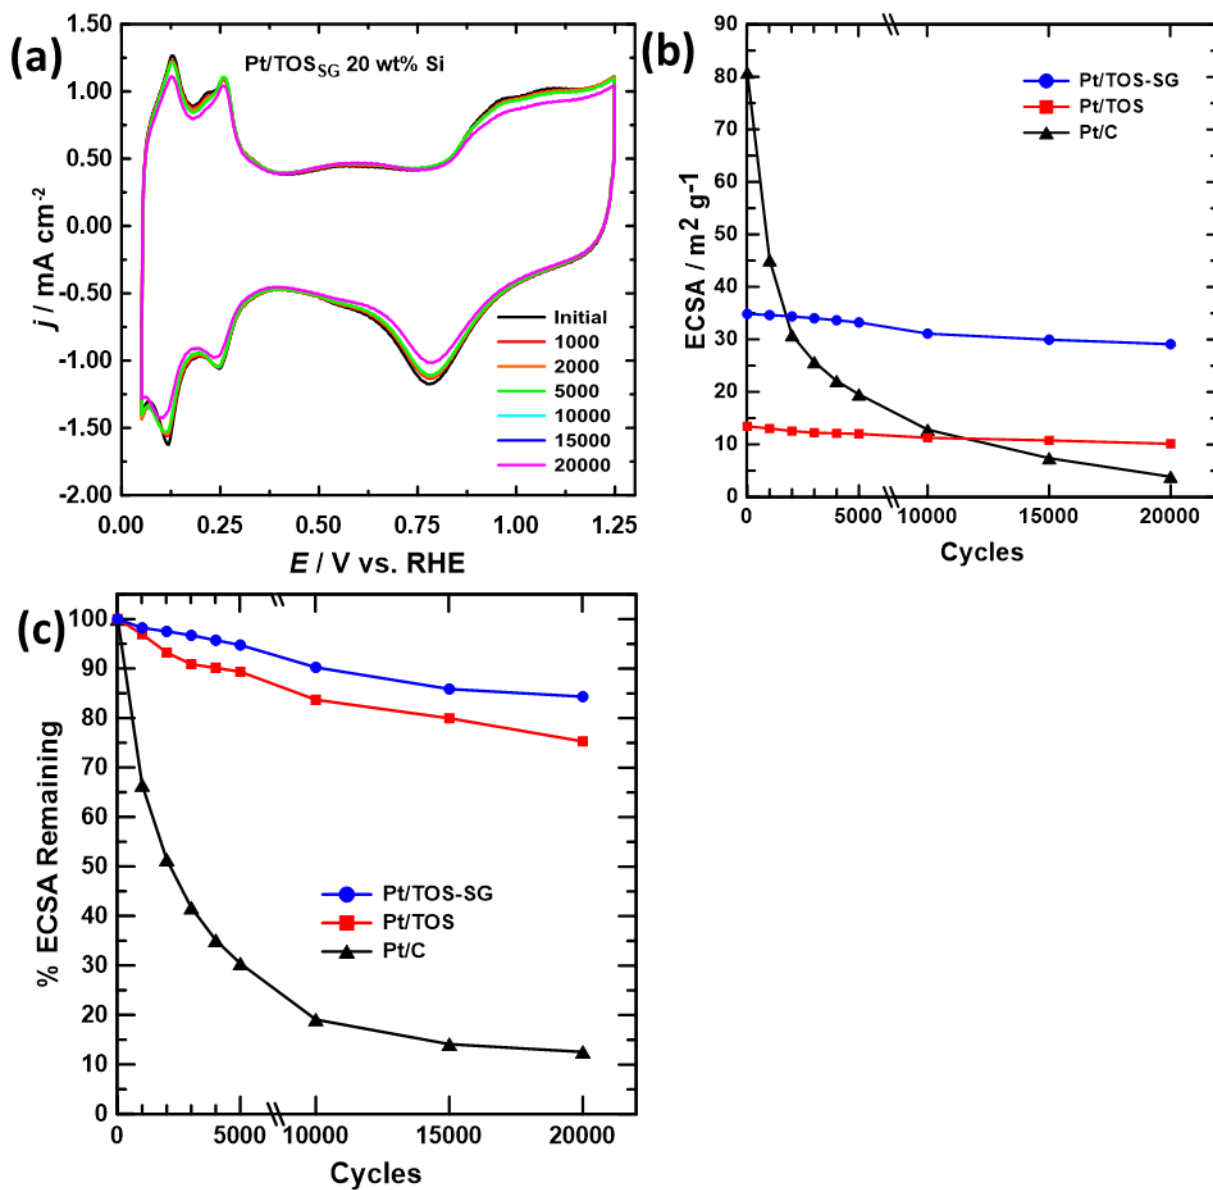 (a)
1.50
1.00
0.50
0.00
-0.50
-1.00
-1.50
-2.00
j / mA cm-2
Pt/TOSSG 20 wt% Si
Initial
1000
2000
5000
10000
15000
20000
0.00 0.25 0.50 0.75 1.00 1.25
E / V vs. RHE
(b)
90
80
70
60
50
40
30
20
10
0
ECSA / m2 g-1
Pt/TOS-SG
Pt/TOS
Pt/C
0 5000 10000 15000 20000
Cycles
(c)
100
90
80
70
60
50
40
30
20
10
0
% ECSA Remaining
Pt/TOS-SG
Pt/TOS
Pt/C
0 5000 10000 15000 20000
Cycles